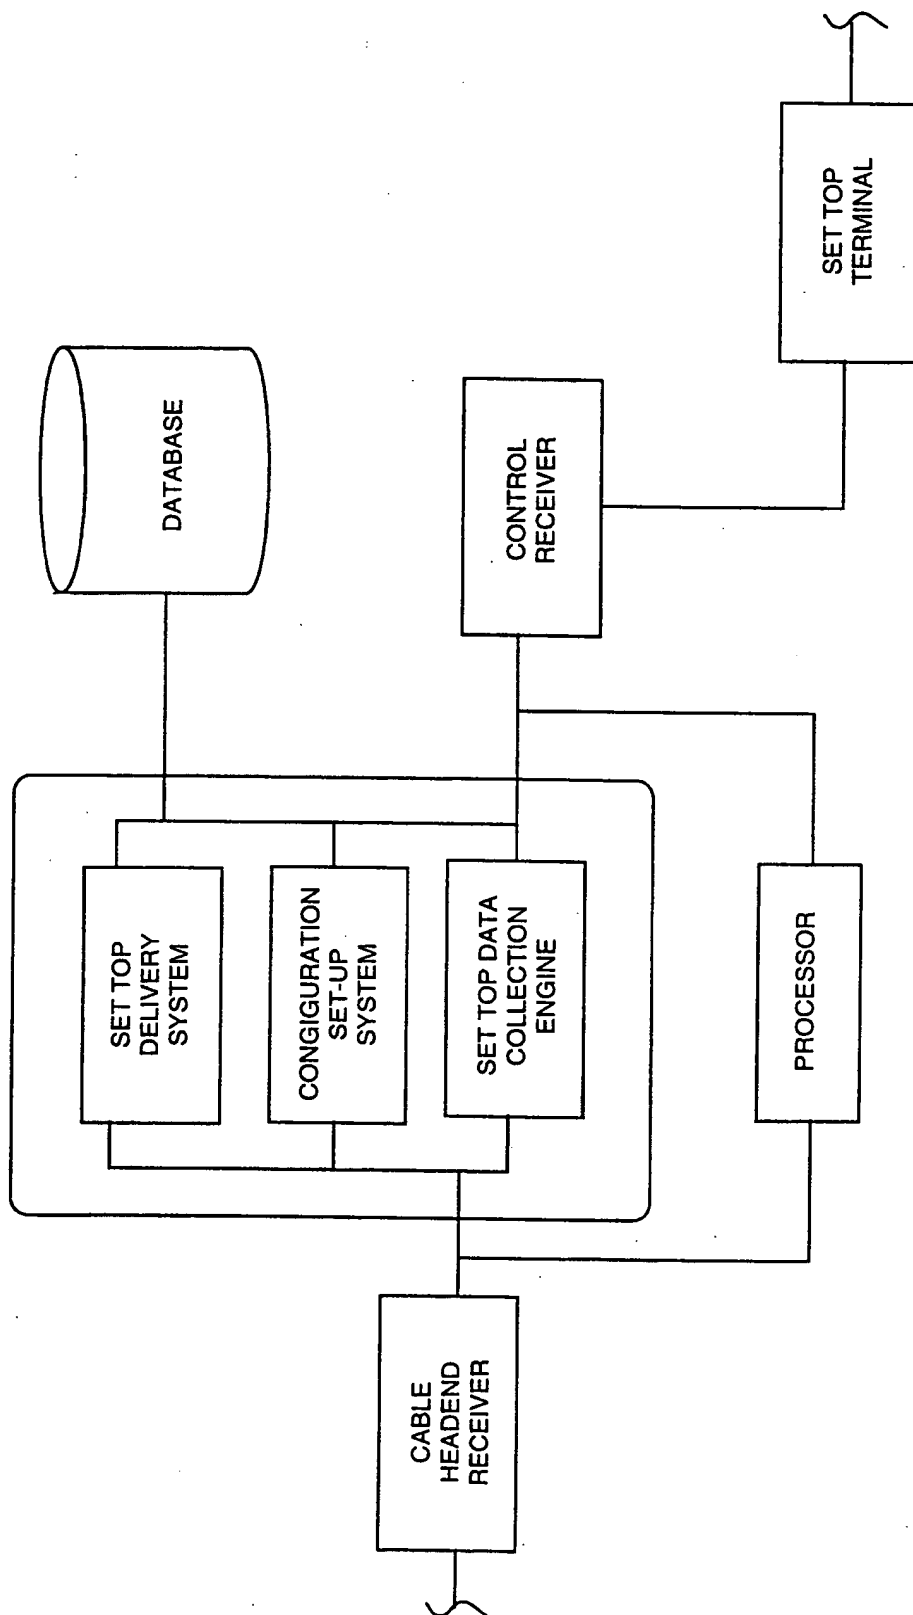 DATABASE
SET TOP
DELIVERY
SYSTEM
CONGIGURATION
SET-UP
SYSTEM
SET TOP DATA
COLLECTION
ENGINE
CABLE
HEADEND
RECEIVER
CONTROL
RECEIVER
PROCESSOR
SET TOP
TERMINAL